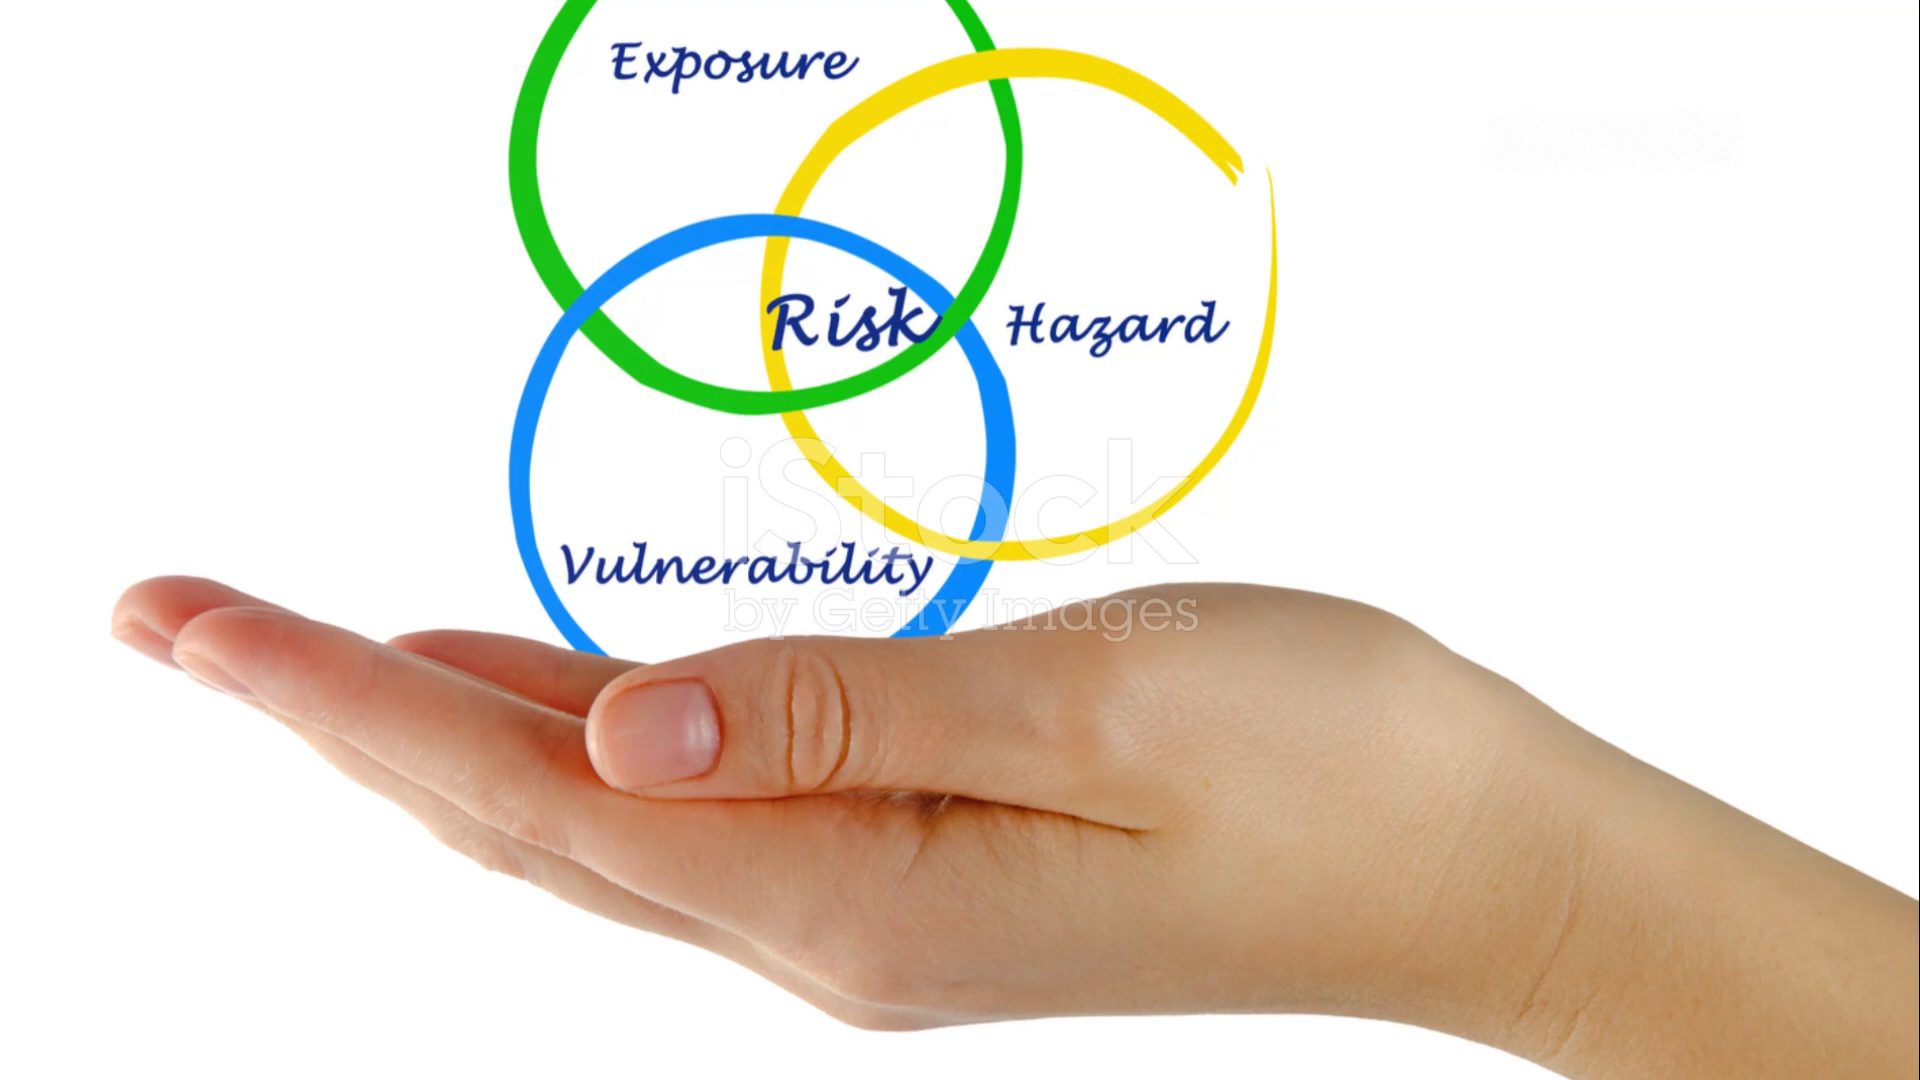 Exposure
Risk
Hazard
Vulnerability
iStock
by Getty Images